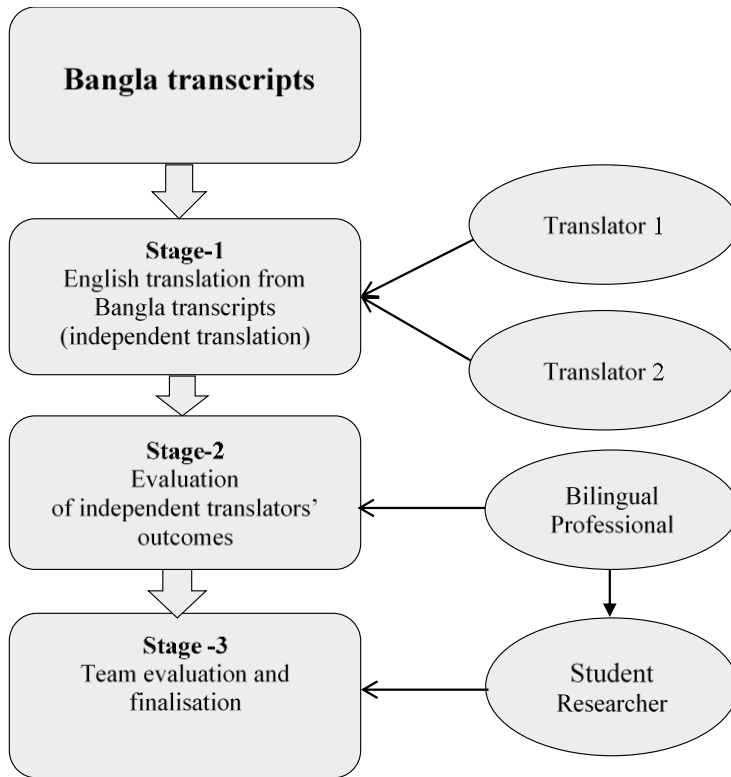 Bangla transcripts
Stage-1
English translation from
Bangla transcripts
(independent translation)
Translator 1
Translator 2
Stage-2
Evaluation
of independent translators’
outcomes
Bilingual
Professional
Stage -3
Team evaluation and
finalisation
Student
Researcher